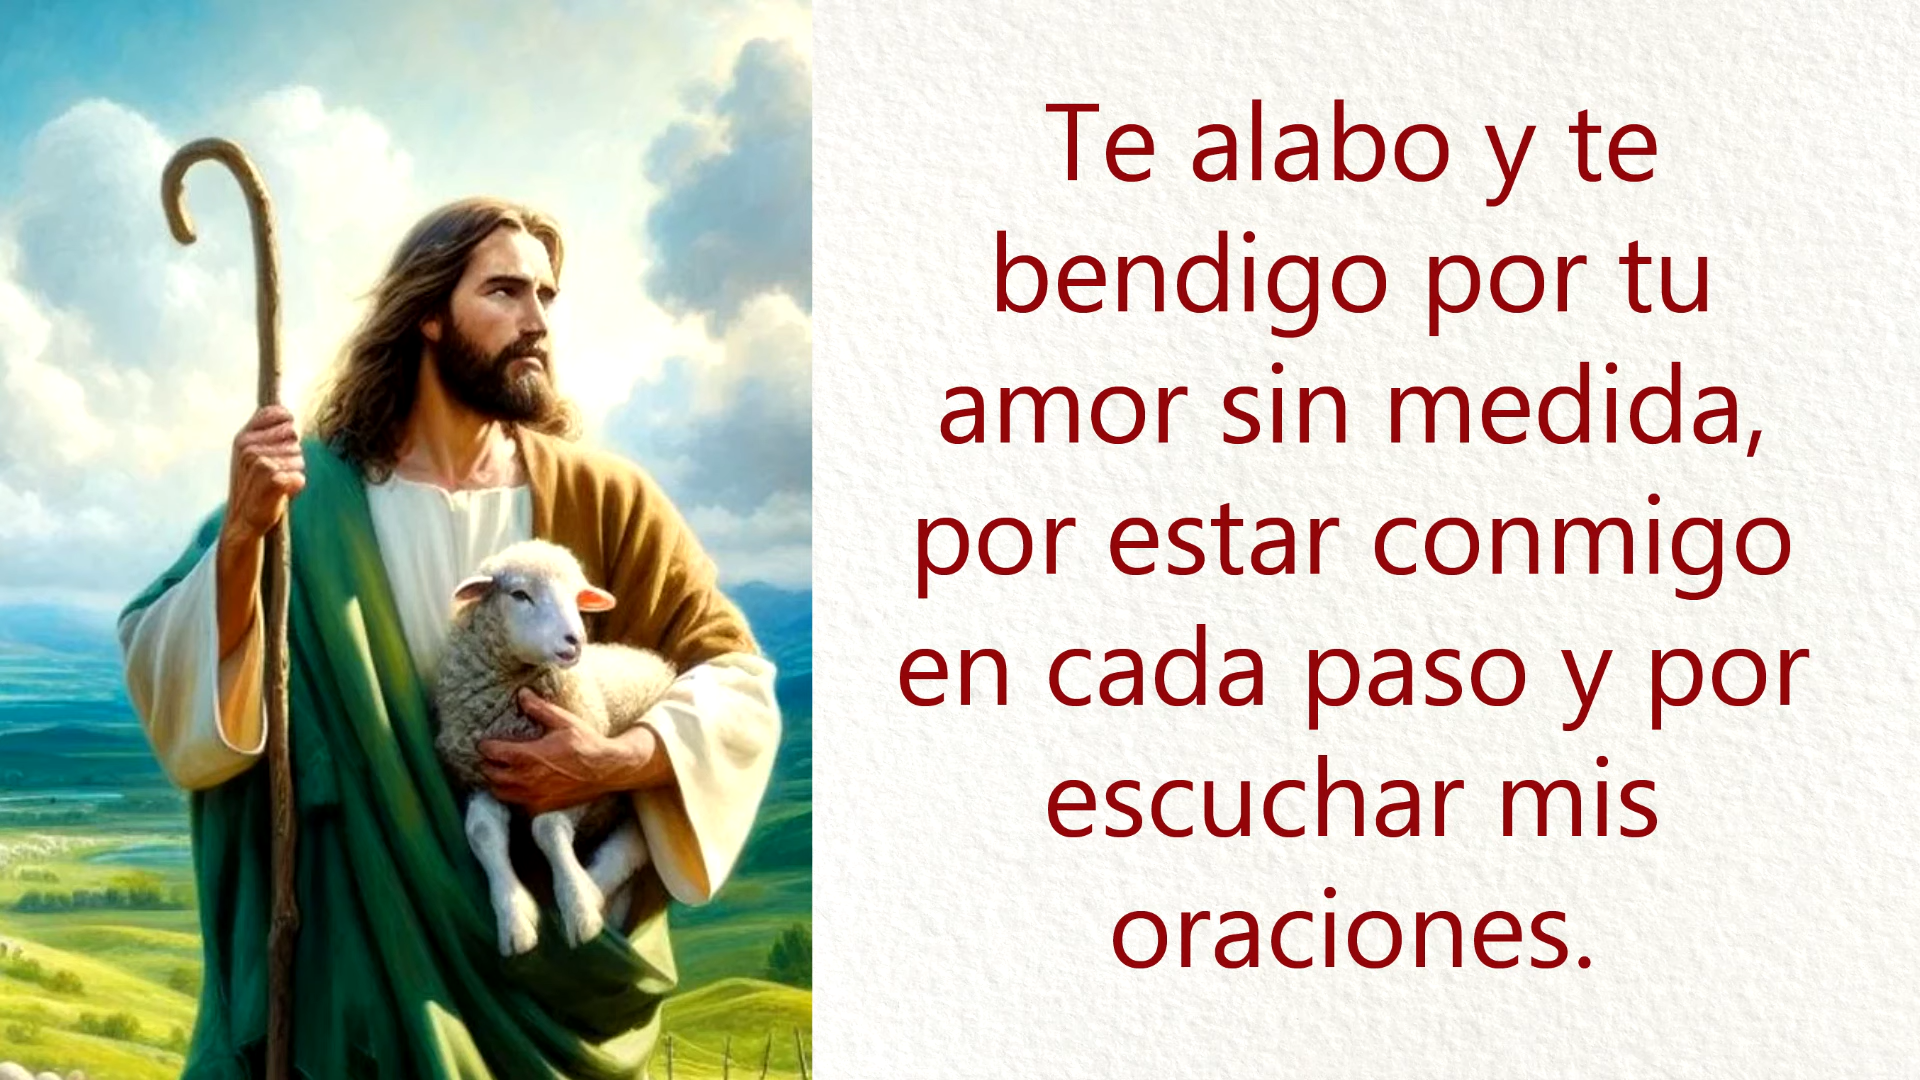 Te alabo y te
bendigo por tu
amor sin medida,
por estar conmigo
en cada paso y por
escuchar mis
oraciones.